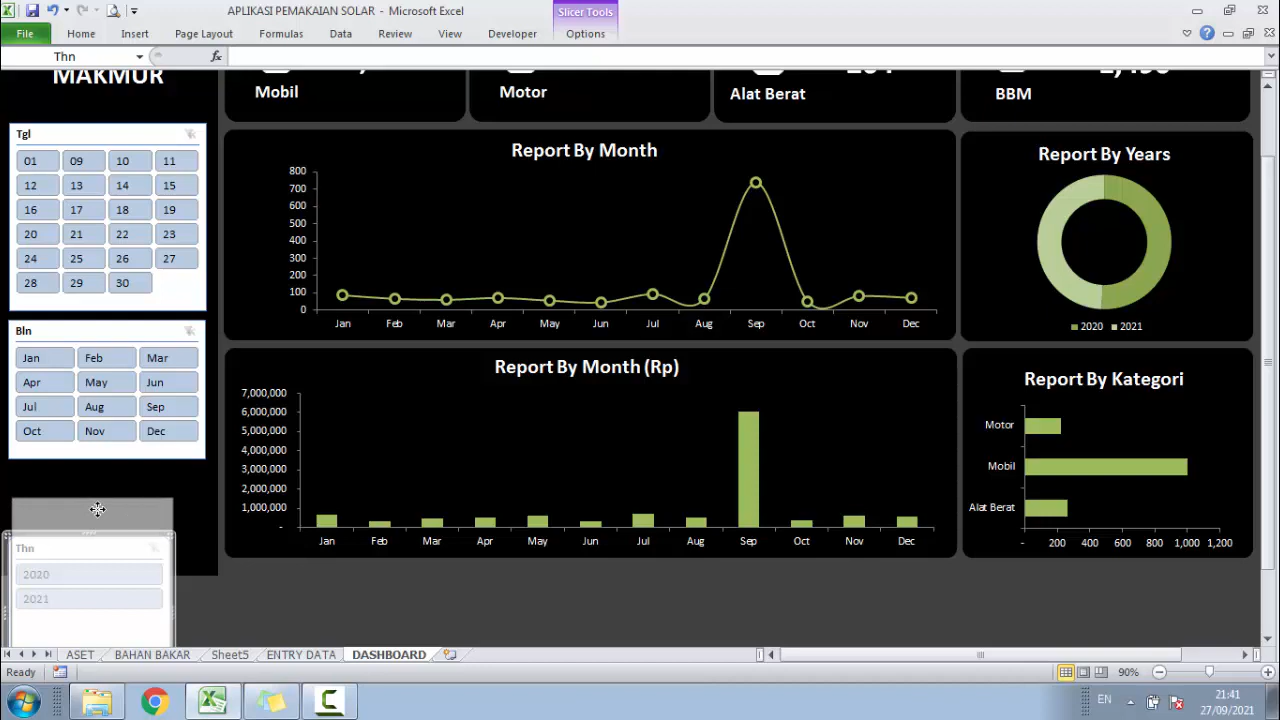 APLIKASI PEMAKAIAN SOLAR - Microsoft Excel
Slicer Tools
File Home Insert Page Layout Formulas Data Review View Developer Options
Thn fx
MAKMUR
Mobil
Motor
Alat Berat
BBM
Tgl
01 09 10 11
12 13 14 15
16 17 18 19
20 21 22 23
24 25 26 27
28 29 30
Bln
Jan Feb Mar
Apr May Jun
Jul Aug Sep
Oct Nov Dec
Thn
2020
2021
Report By Month
800
700
600
500
400
300
200
100
0
Jan Feb Mar Apr May Jun Jul Aug Sep Oct Nov Dec
Report By Years
2020 2021
Report By Month (Rp)
7,000,000
6,000,000
5,000,000
4,000,000
3,000,000
2,000,000
1,000,000
-
Jan Feb Mar Apr May Jun Jul Aug Sep Oct Nov Dec
Report By Kategori
Motor
Mobil
Alat Berat
- 200 400 600 800 1,000 1,200
ASET BAHAN BAKAR Sheet5 ENTRY DATA DASHBOARD
Ready 90%
EN 21:41
27/09/2021